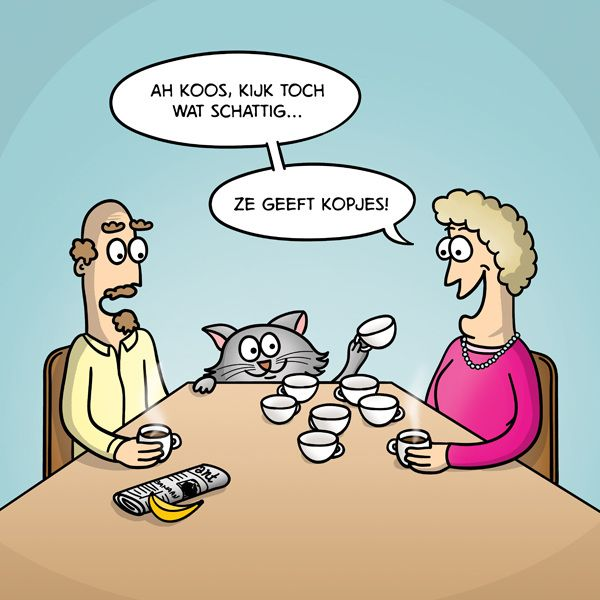 AH KOOS, KIJK TOCH
WAT SCHATTIG...
ZE GEEFT KOPJES!